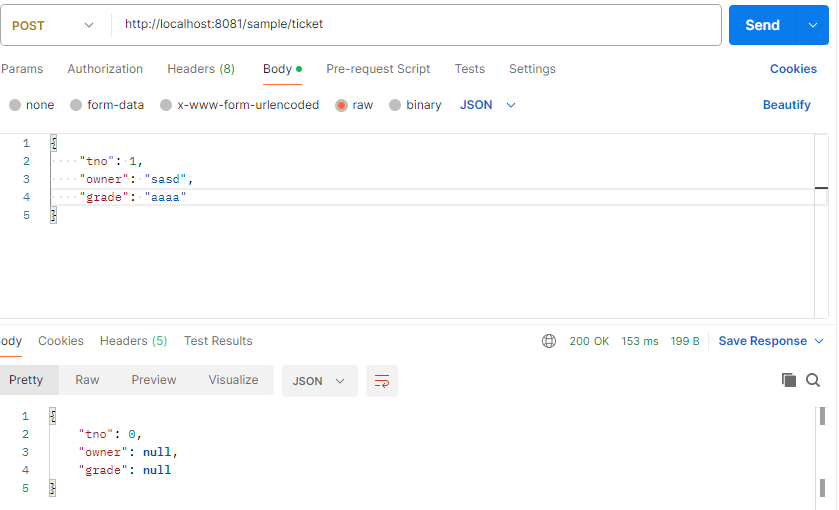 POST http://localhost:8081/sample/ticket Send
Params Authorization Headers (8) Body Pre-request Script Tests Settings Cookies
none form-data x-www-form-urlencoded raw binary JSON Beautify
1 {
2 "tno": 1,
3 "owner": "sasd",
4 "grade": "aaaa"
5 }
ody Cookies Headers (5) Test Results 200 OK 153 ms 199 B Save Response
Pretty Raw Preview Visualize JSON
1 {
2 "tno": 0,
3 "owner": null,
4 "grade": null
5 }